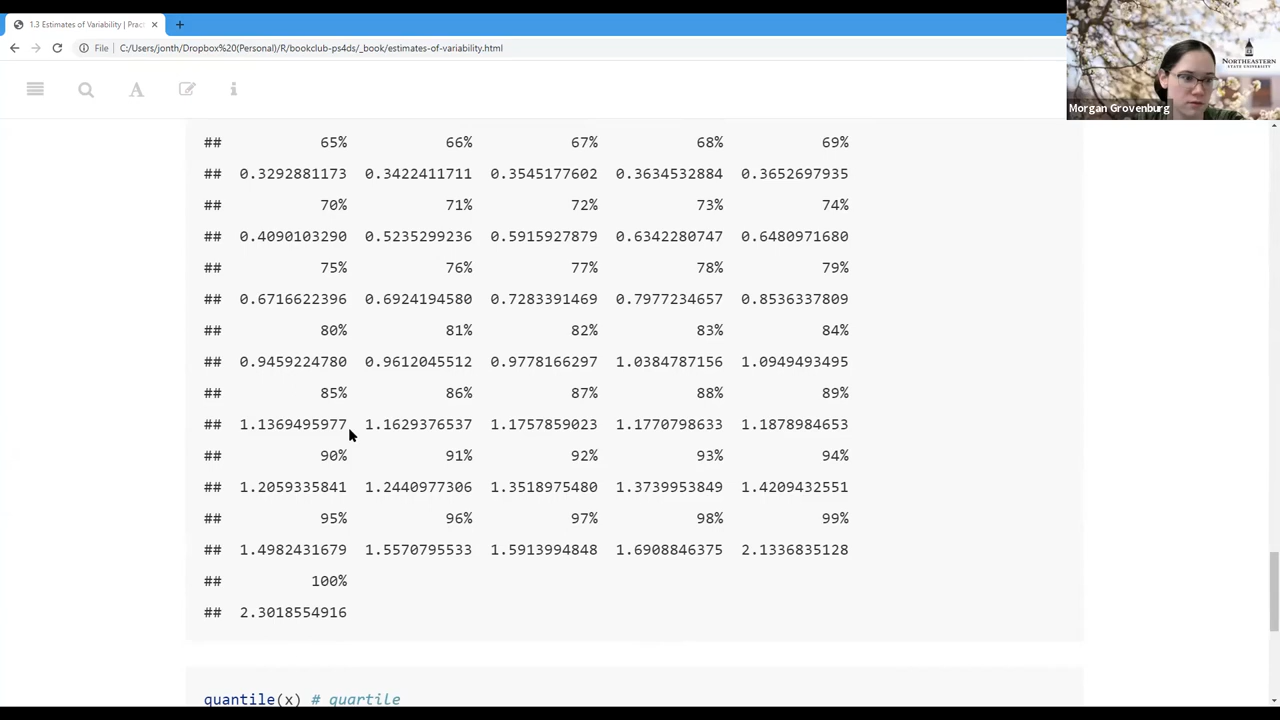 1.3 Estimates of Variability | Prac
File C:/Users/jonth/Dropbox%20(Personal)/R/bookclub-ps4ds/_book/estimates-of-variability.html
NORTHEASTERN
STATE UNIVERSITY
Morgan Grovenburg
## 65% 66% 67% 68% 69%
## 0.3292881173 0.3422411711 0.3545177602 0.3634532884 0.3652697935
## 70% 71% 72% 73% 74%
## 0.4090103290 0.5235299236 0.5915927879 0.6342280747 0.6480971680
## 75% 76% 77% 78% 79%
## 0.6716622396 0.6924194580 0.7283391469 0.7977234657 0.8536337809
## 80% 81% 82% 83% 84%
## 0.9459224780 0.9612045512 0.9778166297 1.0384787156 1.0949493495
## 85% 86% 87% 88% 89%
## 1.1369495977 1.1629376537 1.1757859023 1.1770798633 1.1878984653
## 90% 91% 92% 93% 94%
## 1.2059335841 1.2440977306 1.3518975480 1.3739953849 1.4209432551
## 95% 96% 97% 98% 99%
## 1.4982431679 1.5570795533 1.5913994848 1.6908846375 2.1336835128
## 100%
## 2.3018554916
quantile(x) # quartile